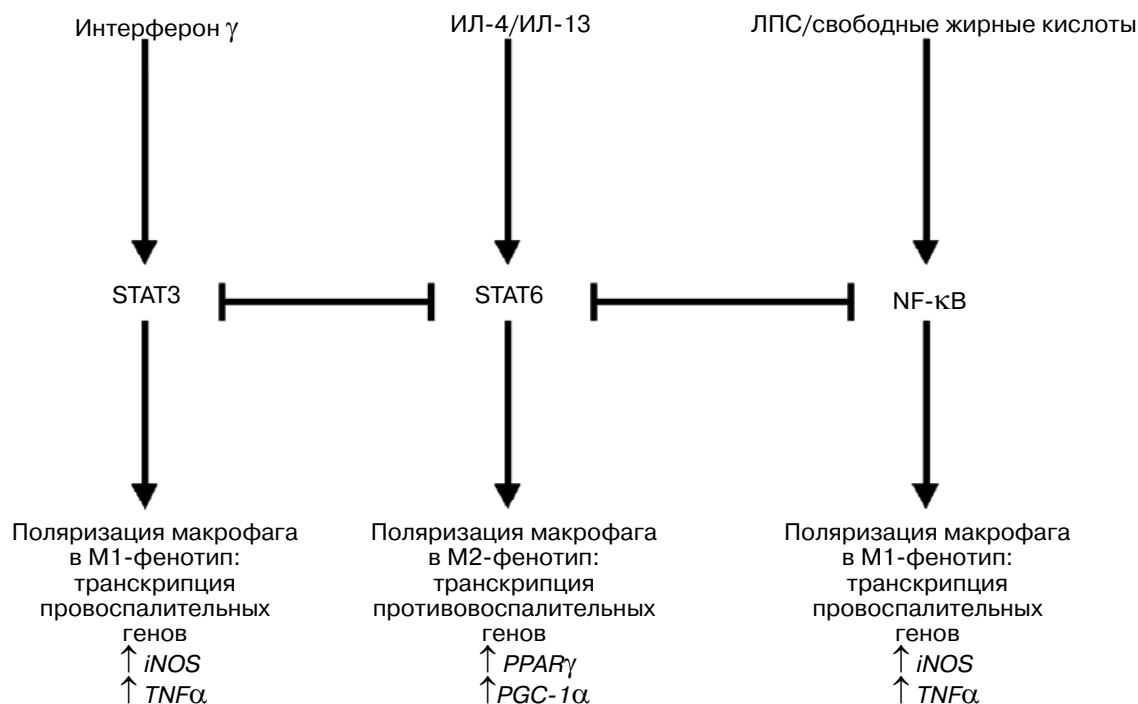 Интерферон γ
ИЛ-4/ИЛ-13
ЛПС/свободные жирные кислоты
STAT3
STAT6
NF-κB
Поляризация макрофага
в М1-фенотип:
транскрипция
провоспалительных
генов
↑ iNOS
↑ TNFα
Поляризация макрофага
в М2-фенотип:
транскрипция
противовоспалительных
генов
↑ PPARγ
↑ PGC-1α
Поляризация макрофага
в М1-фенотип:
транскрипция
провоспалительных
генов
↑ iNOS
↑ TNFα